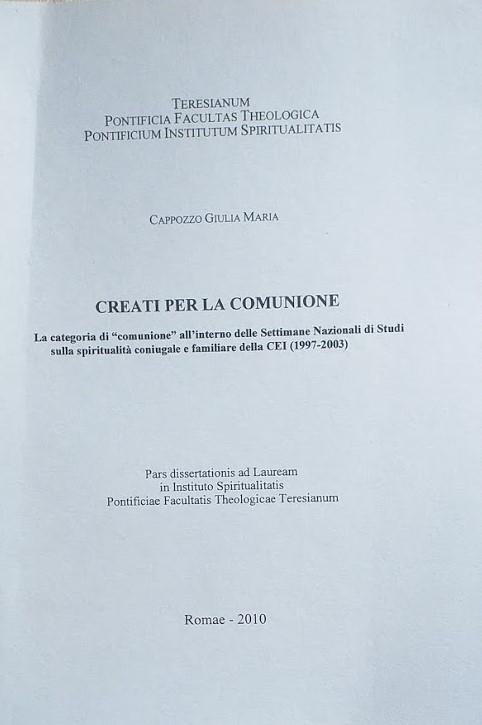 TERESIANUM
PONTIFICIA FACULTAS THEOLOGICA
PONTIFICIUM INSTITUTUM SPIRITUALITATIS
CAPPOZZO GIULIA MARIA
CREATI PER LA COMUNIONE
La categoria di “comunione” all’interno delle Settimane Nazionali di Studi
sulla spiritualità coniugale e familiare della CEI (1997-2003)
Pars dissertationis ad Lauream
in Instituto Spiritualitatis
Pontificiae Facultatis Theologicae Teresianum
Romae - 2010